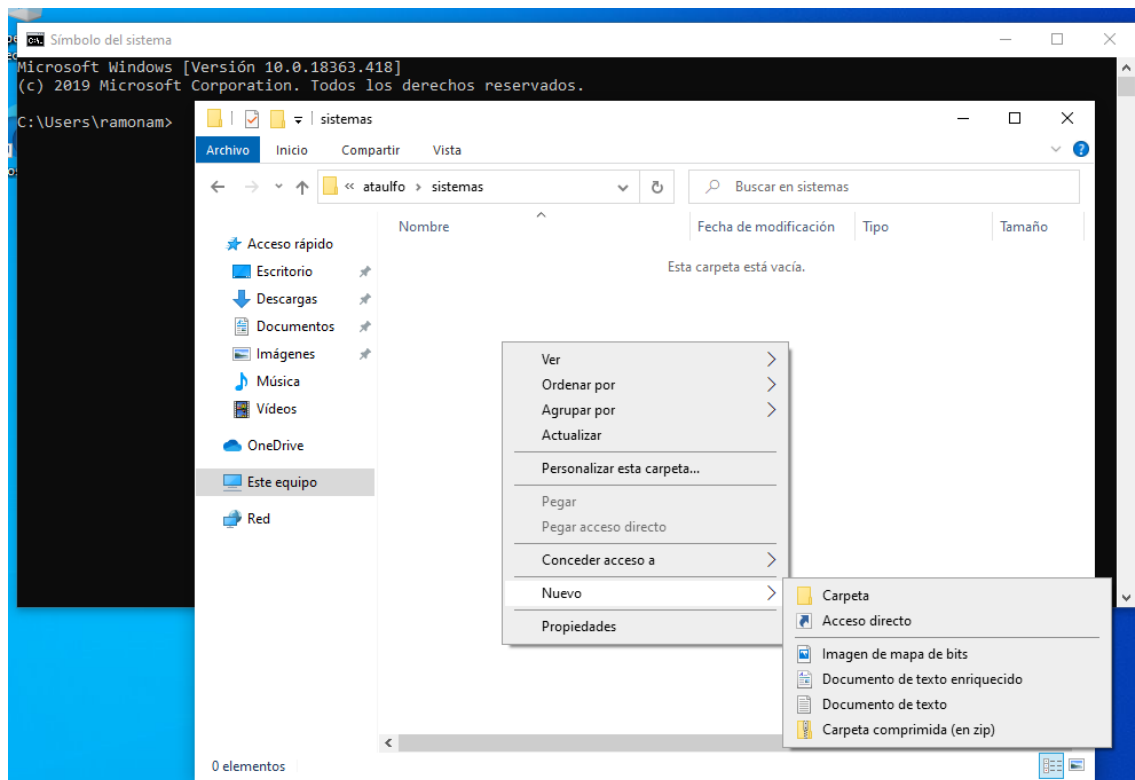 Símbolo del sistema
Microsoft Windows [Versión 10.0.18363.418]
(c) 2019 Microsoft Corporation. Todos los derechos reservados.
C:\Users\ramonam>
sistemas
Archivo Inicio Compartir Vista
« ataulfo › sistemas
Buscar en sistemas
Nombre Fecha de modificación Tipo Tamaño
Esta carpeta está vacía.
Acceso rápido
Escritorio
Descargas
Documentos
Imágenes
Música
Vídeos
OneDrive
Este equipo
Red
Ver
Ordenar por
Agrupar por
Actualizar
Personalizar esta carpeta...
Pegar
Pegar acceso directo
Conceder acceso a
Nuevo
Propiedades
Carpeta
Acceso directo
Imagen de mapa de bits
Documento de texto enriquecido
Documento de texto
Carpeta comprimida (en zip)
0 elementos